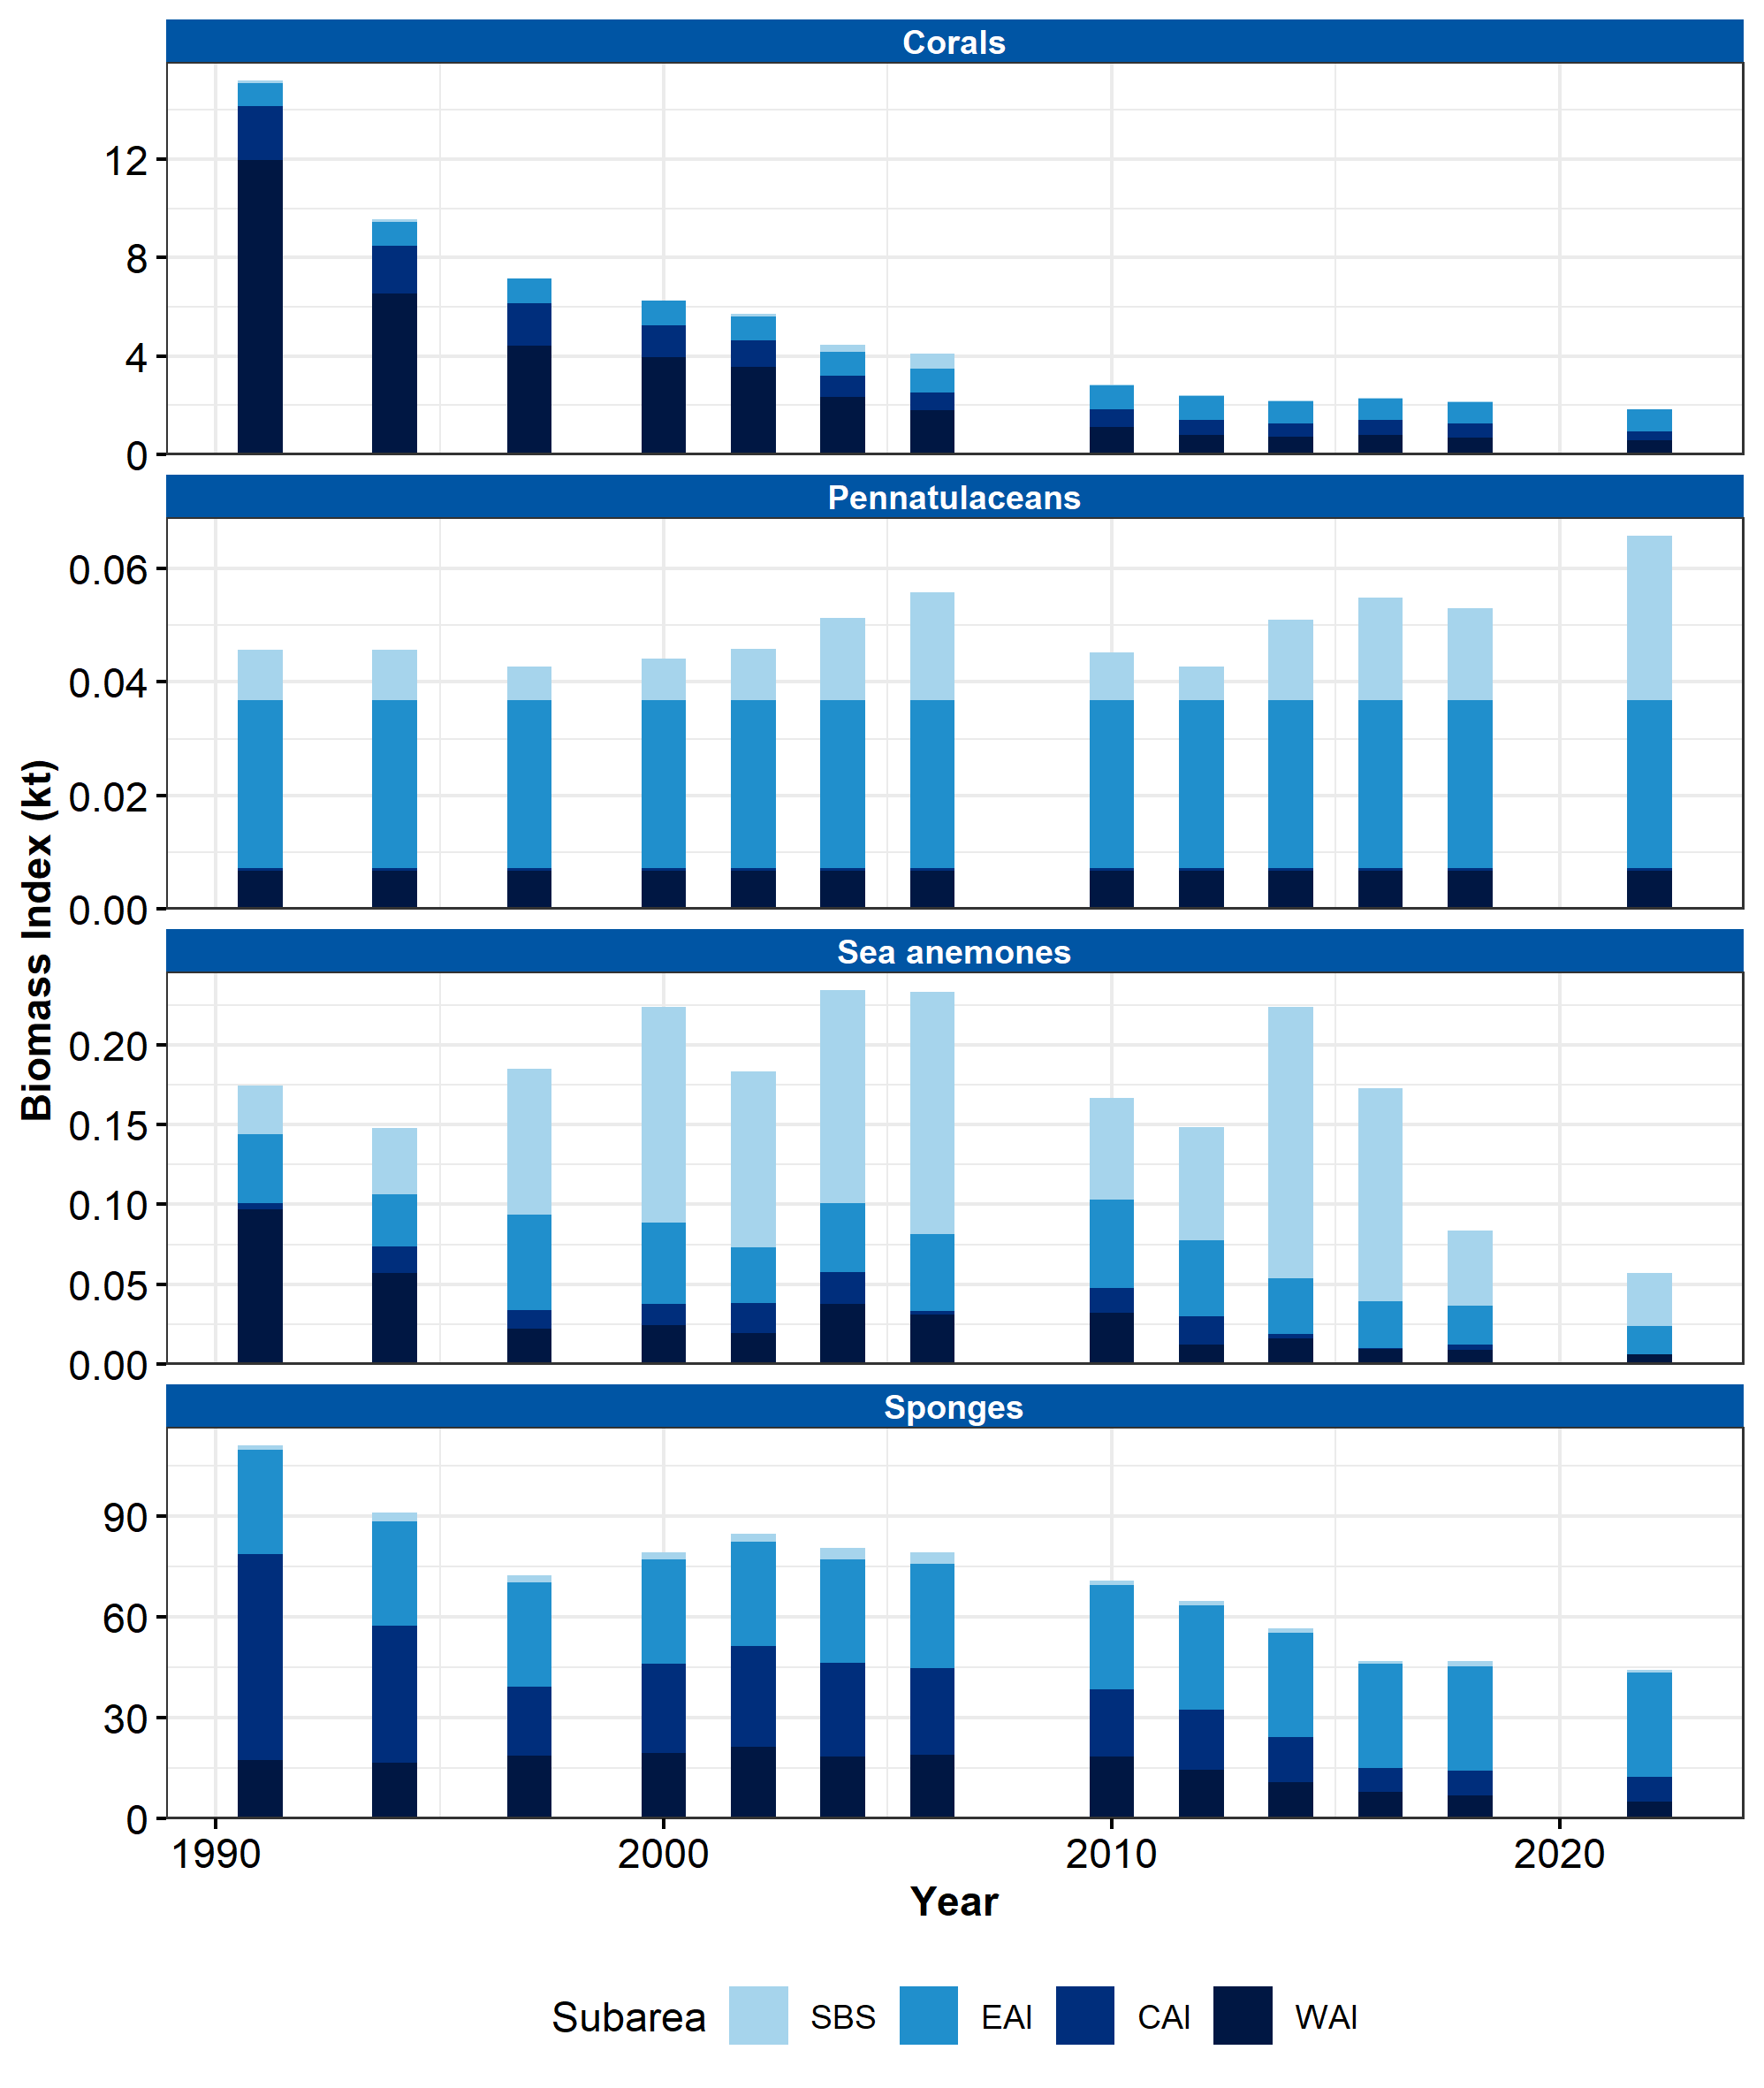 Corals
12
8
4
0
Pennatulaceans
0.06
0.04
0.02
0.00
Sea anemones
0.20
0.15
0.10
0.05
0.00
Sponges
90
60
30
0
1990 2000 2010 2020
Year
Biomass Index (kt)
Subarea SBS EAI CAI WAI